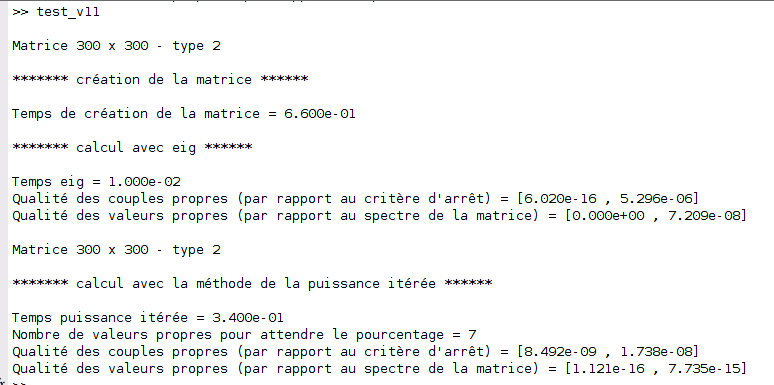 >> test_v11
Matrice 300 x 300 - type 2
******* création de la matrice ******
Temps de création de la matrice = 6.600e-01
******* calcul avec eig ******
Temps eig = 1.000e-02
Qualité des couples propres (par rapport au critère d'arrêt) = [6.020e-16 , 5.296e-06]
Qualité des valeurs propres (par rapport au spectre de la matrice) = [0.000e+00 , 7.209e-08]
Matrice 300 x 300 - type 2
******* calcul avec la méthode de la puissance itérée ******
Temps puissance itérée = 3.400e-01
Nombre de valeurs propres pour attendre le pourcentage = 7
Qualité des couples propres (par rapport au critère d'arrêt) = [8.492e-09 , 1.738e-08]
Qualité des valeurs propres (par rapport au spectre de la matrice) = [1.121e-16 , 7.735e-15]